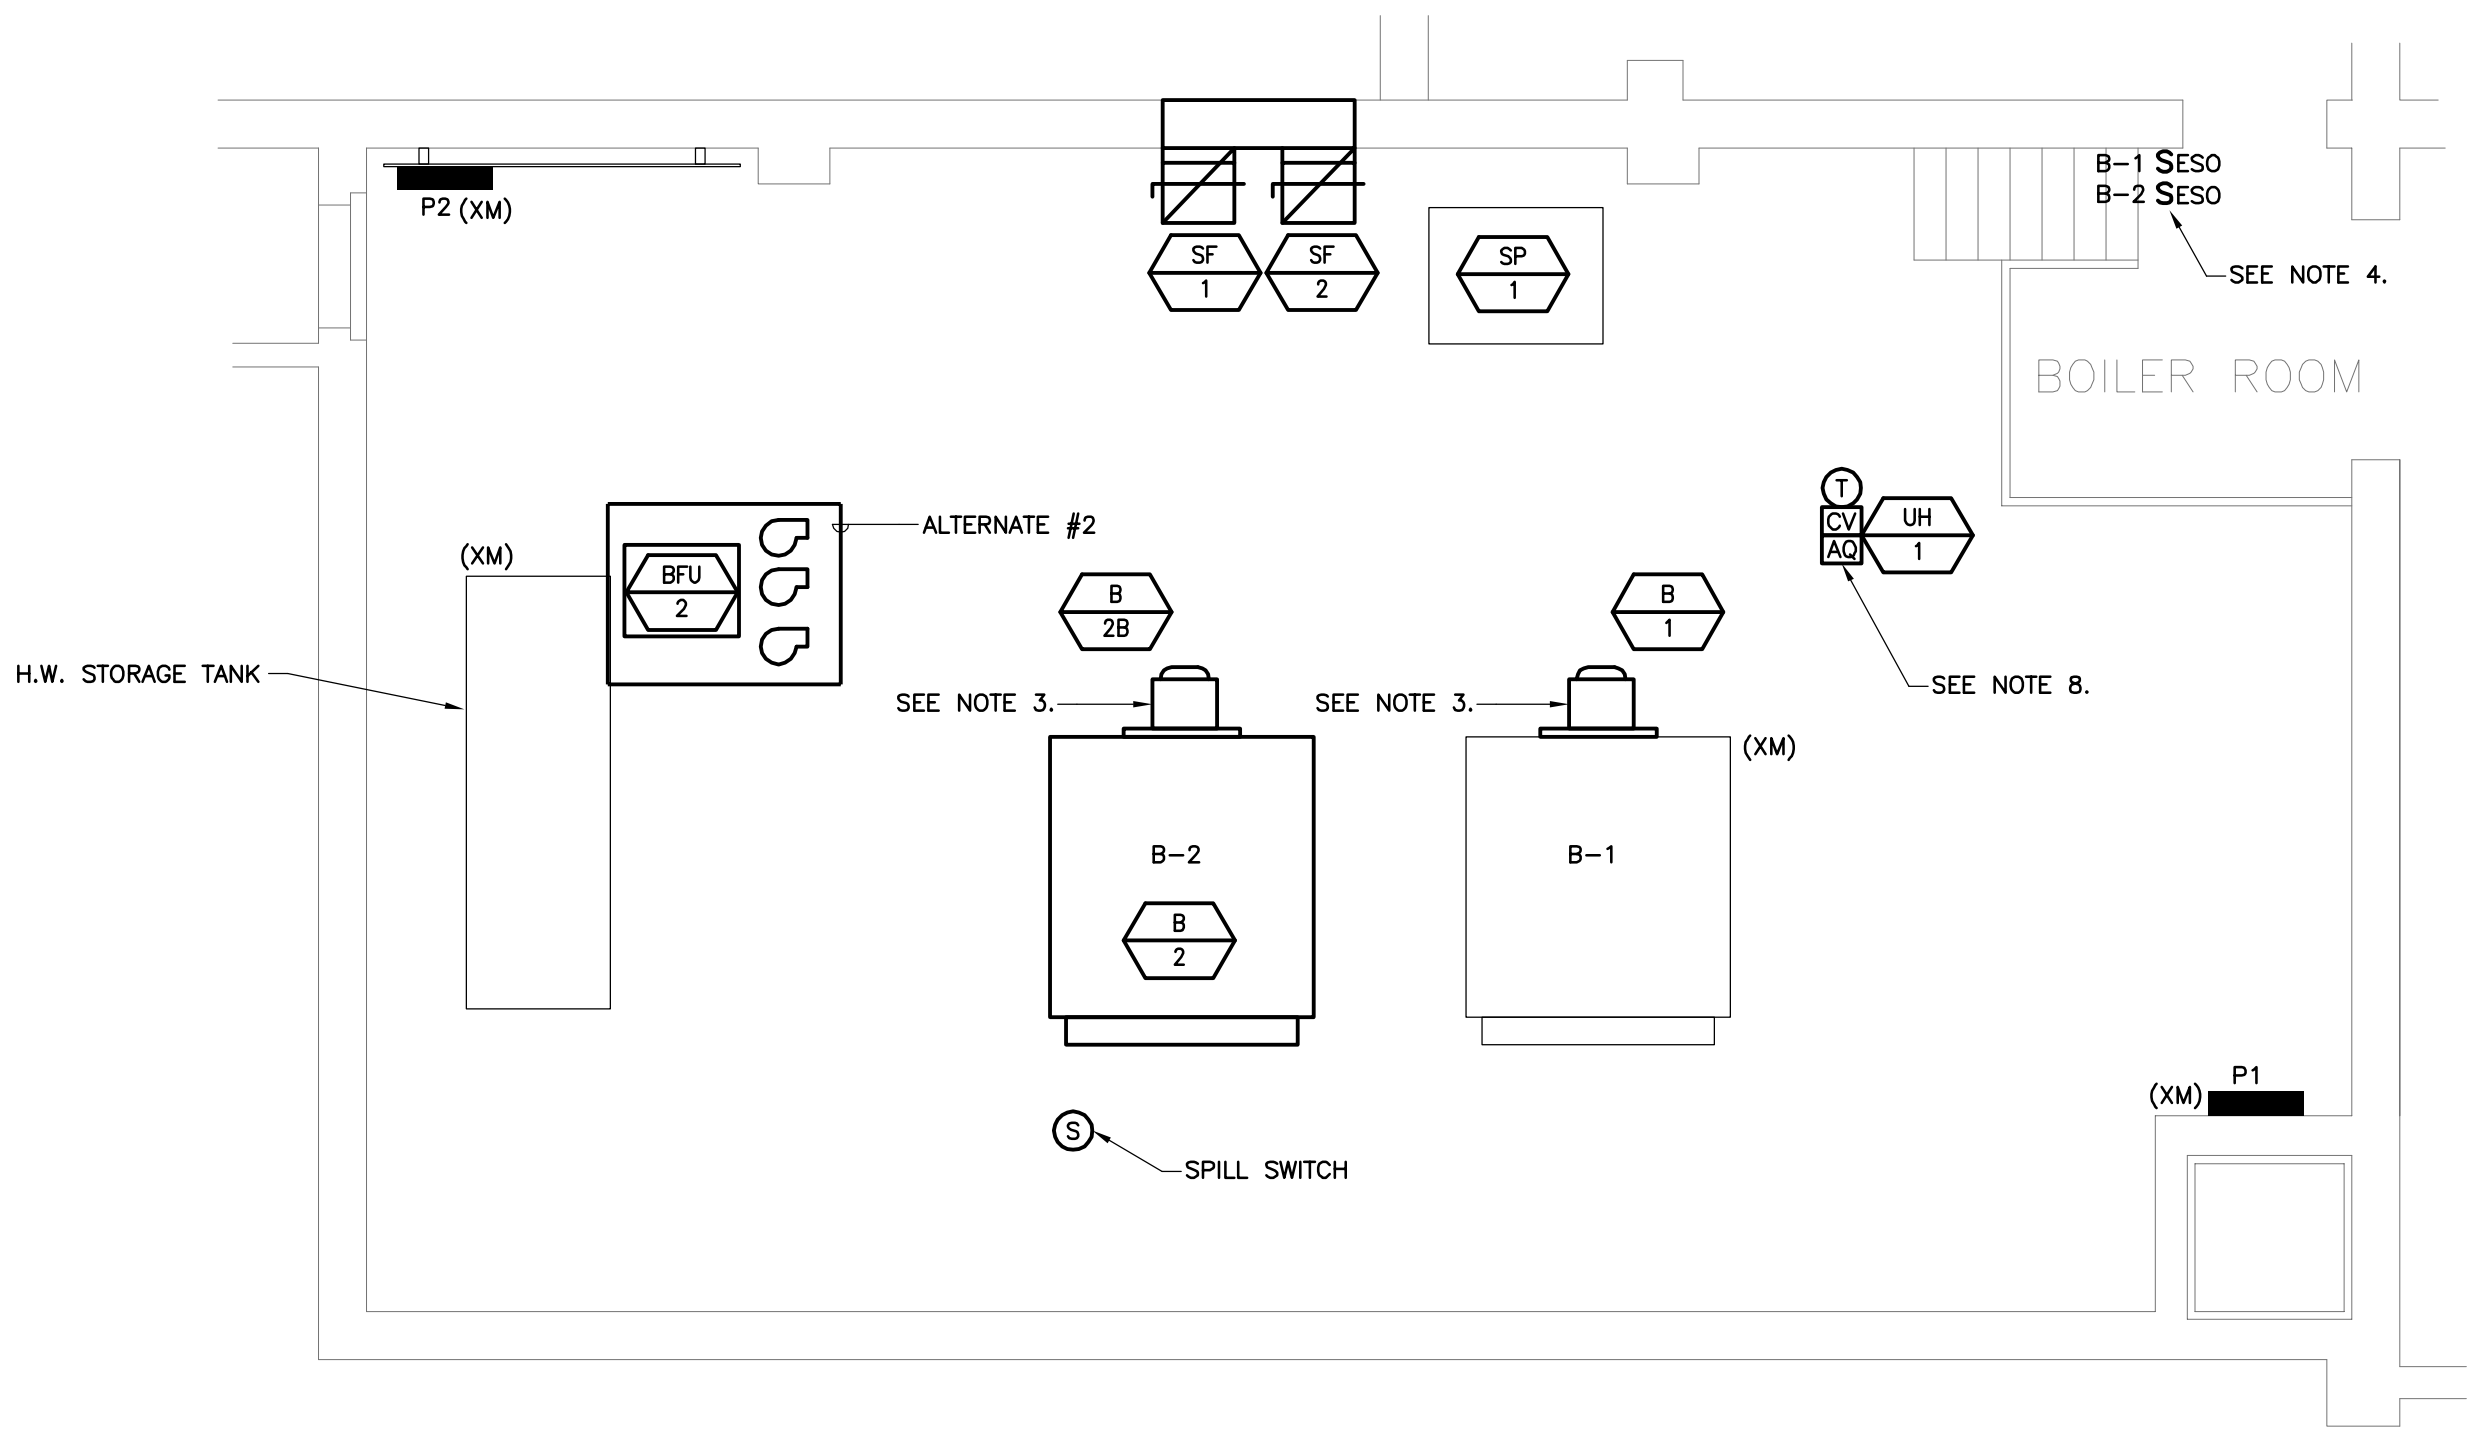 B-1 SESO
B-2 SESO
P2 (XM)
SF
1
SF
2
SP
1
SEE NOTE 4.
BOILER ROOM
T
CV
AQ
UH
1
ALTERNATE #2
(XM)
BFU
2
B
2B
B
1
H.W. STORAGE TANK
SEE NOTE 8.
SEE NOTE 3.
SEE NOTE 3.
(XM)
B-2
B-1
B
2
P1
(XM)
S
SPILL SWITCH